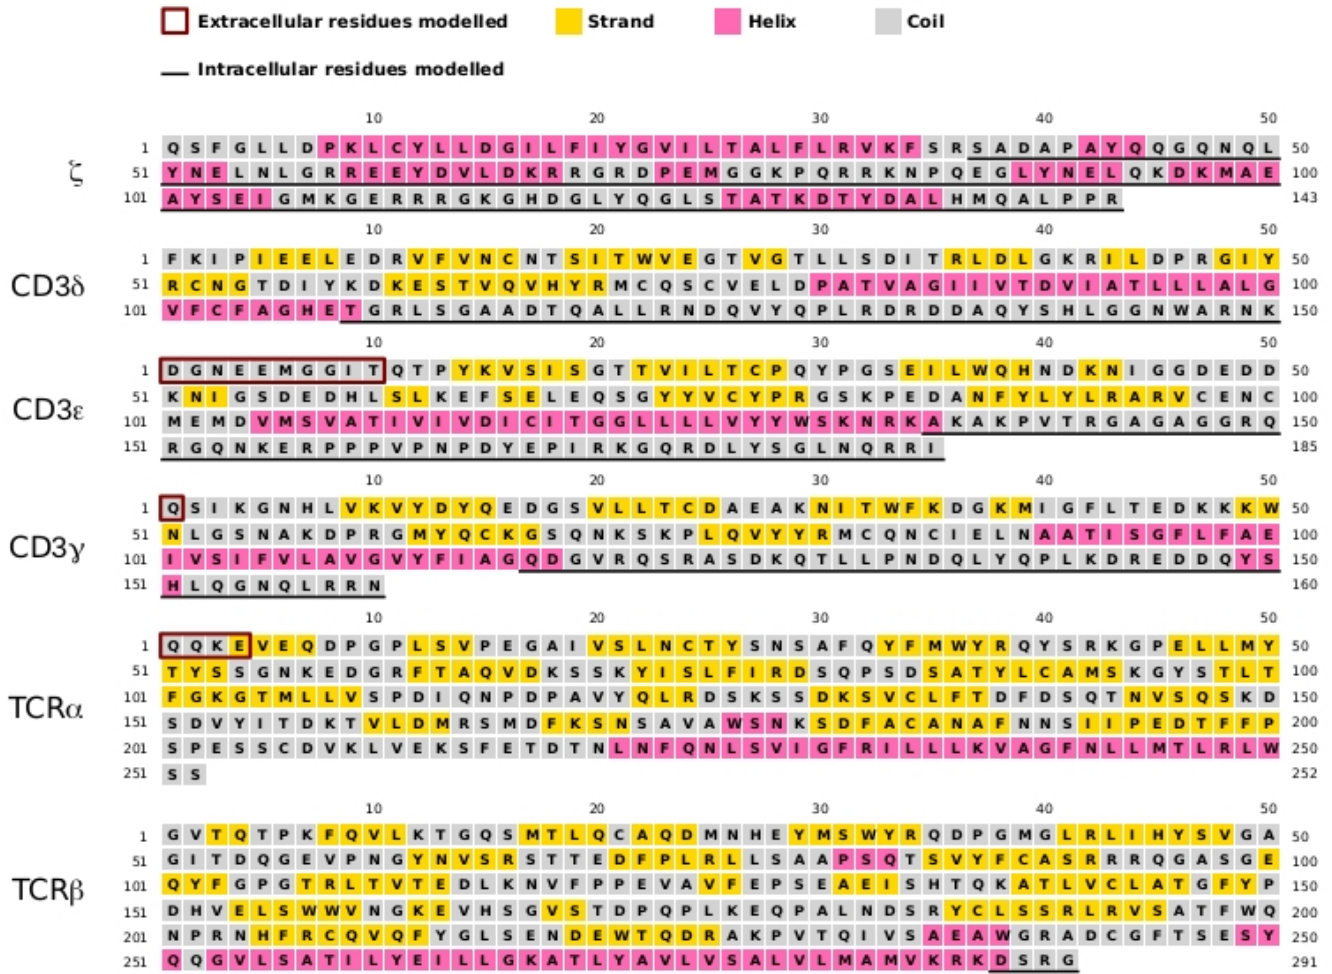 Extracellular residues modelled Strand Helix Coil
Intracellular residues modelled
10 20 30 40 50
1 Q S F G L L D P K L C Y L L D G I L F I Y G V I L T A L F L R V K F S R S A D A P A Y Q Q G Q N Q L 50
ζ
51 Y N E L N L G R R E E Y D V L D K R R G R D P E M G G K P Q R R K N P Q E G L Y N E L Q K D K M A E 100
101 A Y S E I G M K G E R R R G K G H D G L Y Q G L S T A T K D T Y D A L H M Q A L P P R 143
10 20 30 40 50
1 F K I P I E E L E D R V F V N C N T S I T W V E G T V G T L L S D I T R L D L G K R I L D P R G I Y 50
CD3δ
51 R C N G T D I Y K D K E S T V Q V H Y R M C Q S C V E L D P A T V A G I I V T D V I A T L L L A L G 100
101 V F C F A G H E T G R L S G A A D T Q A L L R N D Q V Y Q P L R D R D D A Q Y S H L G G N W A R N K 150
10 20 30 40 50
1 D G N E E M G G I T Q T P Y K V S I S G T T V I L T C P Q Y P G S E I L W Q H N D K N I G G D E D D 50
CD3ε
51 K N I G S D E D H L S L K E F S E L E Q S G Y Y V C Y P R G S K P E D A N F Y L Y L R A R V C E N C 100
101 M E M D V M S V A T I V I V D I C I T G G L L L L V Y Y W S K N R K A K A K P V T R G A G A G G R Q 150
151 R G Q N K E R P P P V P N P D Y E P I R K G Q R D L Y S G L N Q R R I 185
10 20 30 40 50
1 Q S I K G N H L V K V Y D Y Q E D G S V L L T C D A E A K N I T W F K D G K M I G F L T E D K K K W 50
CD3γ
51 N L G S N A K D P R G M Y Q C K G S Q N K S K P L Q V Y Y R M C Q N C I E L N A A T I S G F L F A E 100
101 I V S I F V L A V G V Y F I A G Q D G V R Q S R A S D K Q T L L P N D Q L Y Q P L K D R E D D Q Y S 150
151 H L Q G N Q L R R N 160
10 20 30 40 50
1 Q Q K E V E Q D P G P L S V P E G A I V S L N C T Y S N S A F Q Y F M W Y R Q Y S R K G P E L L M Y 50
51 T Y S S G N K E D G R F T A Q V D K S S K Y I S L F I R D S Q P S D S A T Y L C A M S K G Y S T L T 100
TCRα
101 F G K G T M L L V S P D I Q N P D P A V Y Q L R D S K S S D K S V C L F T D F D S Q T N V S Q S K D 150
151 S D V Y I T D K T V L D M R S M D F K S N S A V A W S N K S D F A C A N A F N N S I I P E D T F F P 200
201 S P E S S C D V K L V E K S F E T D T N L N F Q N L S V I G F R I L L L K V A G F N L L M T L R L W 250
251 S S 252
10 20 30 40 50
1 G V T Q T P K F Q V L K T G Q S M T L Q C A Q D M N H E Y M S W Y R Q D P G M G L R L I H Y S V G A 50
51 G I T D Q G E V P N G Y N V S R S T T E D F P L R L L S A A P S Q T S V Y F C A S R R R Q G A S G E 100
TCRβ
101 Q Y F G P G T R L T V T E D L K N V F P P E V A V F E P S E A E I S H T Q K A T L V C L A T G F Y P 150
151 D H V E L S W W V N G K E V H S G V S T D P Q P L K E Q P A L N D S R Y C L S S R L R V S A T F W Q 200
201 N P R N H F R C Q V Q F Y G L S E N D E W T Q D R A K P V T Q I V S A E A W G R A D C G F T S E S Y 250
251 Q Q G V L S A T I L Y E I L L G K A T L Y A V L V S A L V L M A M V K R K D S R G 291